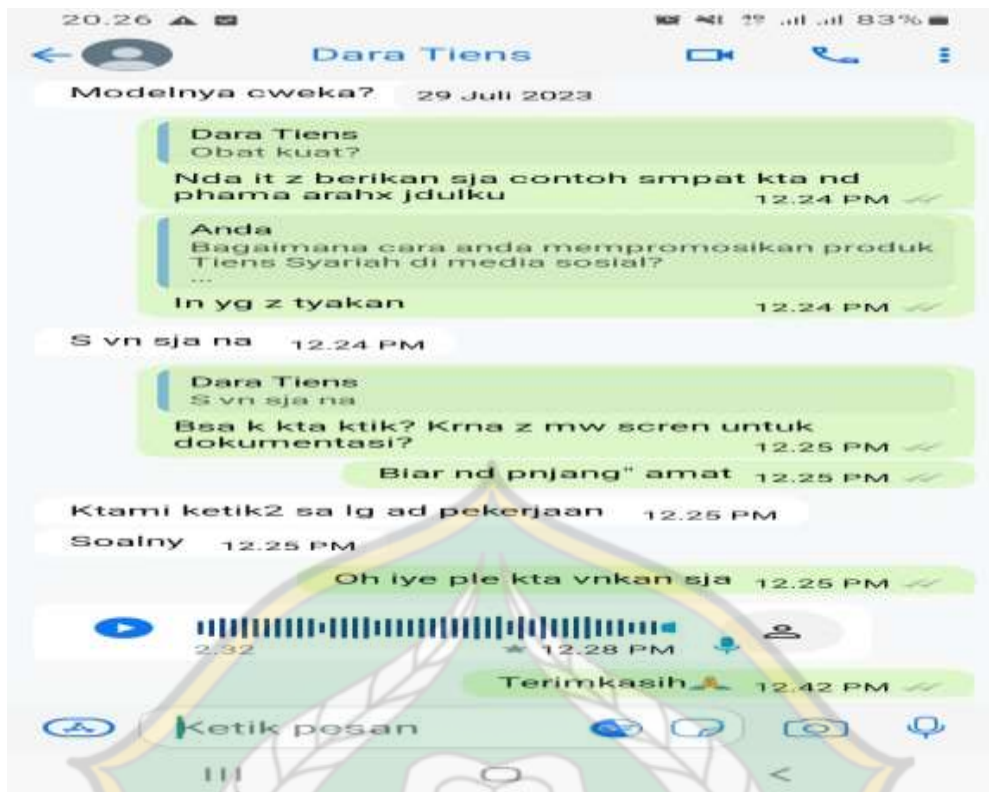 20.26
83%
Dara Tiens
Modelnya cweka?
29 Juli 2023
Dara Tiens
Obat kuat?
Nda it z berikan sja contoh smpat kta nd
phama arahx jdulku
12.24 PM
Anda
Bagaimana cara anda mempromosikan produk
Tiens Syariah di media sosial?
...
In yg z tyakan
12.24 PM
S vn sja na
12.24 PM
Dara Tiens
S vn sja na
Bsa k kta ktik? Krna z mw scren untuk
dokumentasi?
12.25 PM
Biar nd pnjang" amat
12.25 PM
Ktami ketik2 sa lg ad pekerjaan
12.25 PM
Soalny
12.25 PM
Oh iye ple kta vnkan sja
12.25 PM
2.32
12.28 PM
Terimkasih🙏
12.42 PM
Ketik pesan